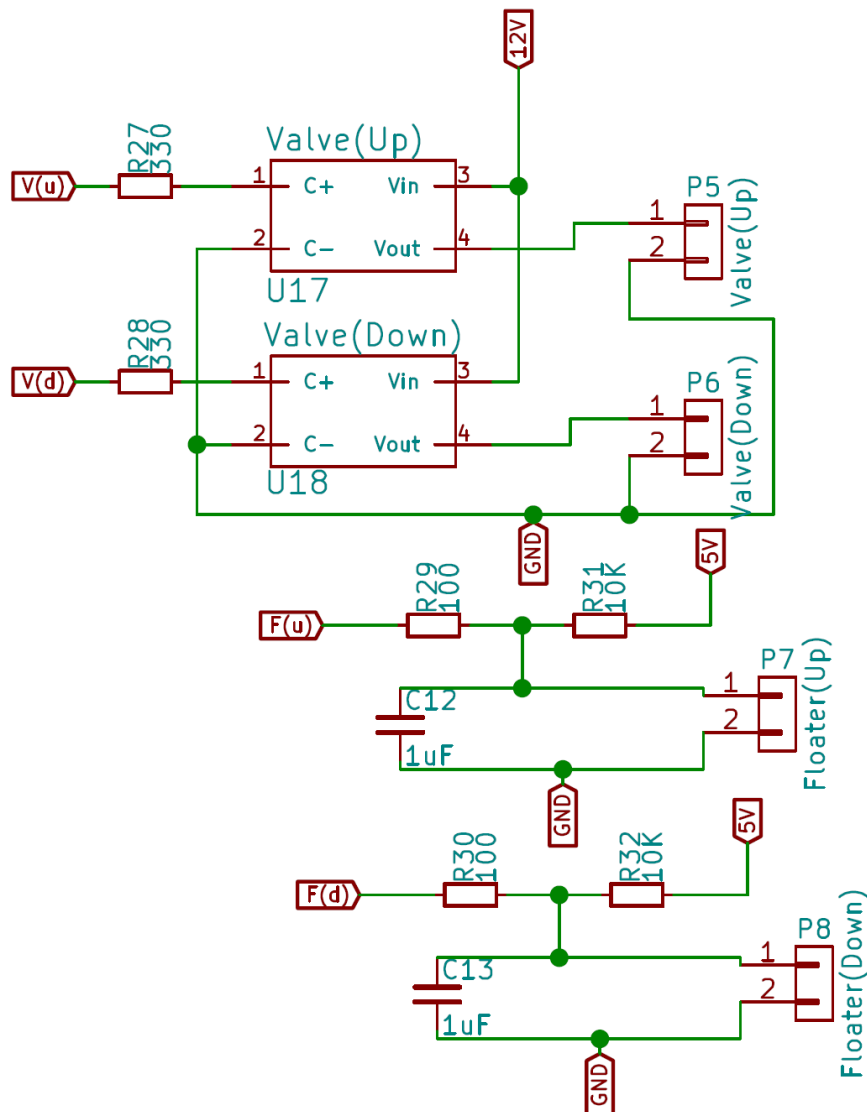 12V
V(u)
R27
330
Valve(Up)
1
C+
Vin
3
2
C-
Vout
4
U17
P5
1
2
Valve(Up)
V(d)
R28
330
Valve(Down)
1
C+
Vin
3
2
C-
Vout
4
U18
P6
1
2
Valve(Down)
GND
5V
F(u)
R29
100
R31
10K
C12
1uF
P7
1
2
Floater(Up)
GND
5V
F(d)
R30
100
R32
10K
C13
1uF
P8
1
2
Floater(Down)
GND